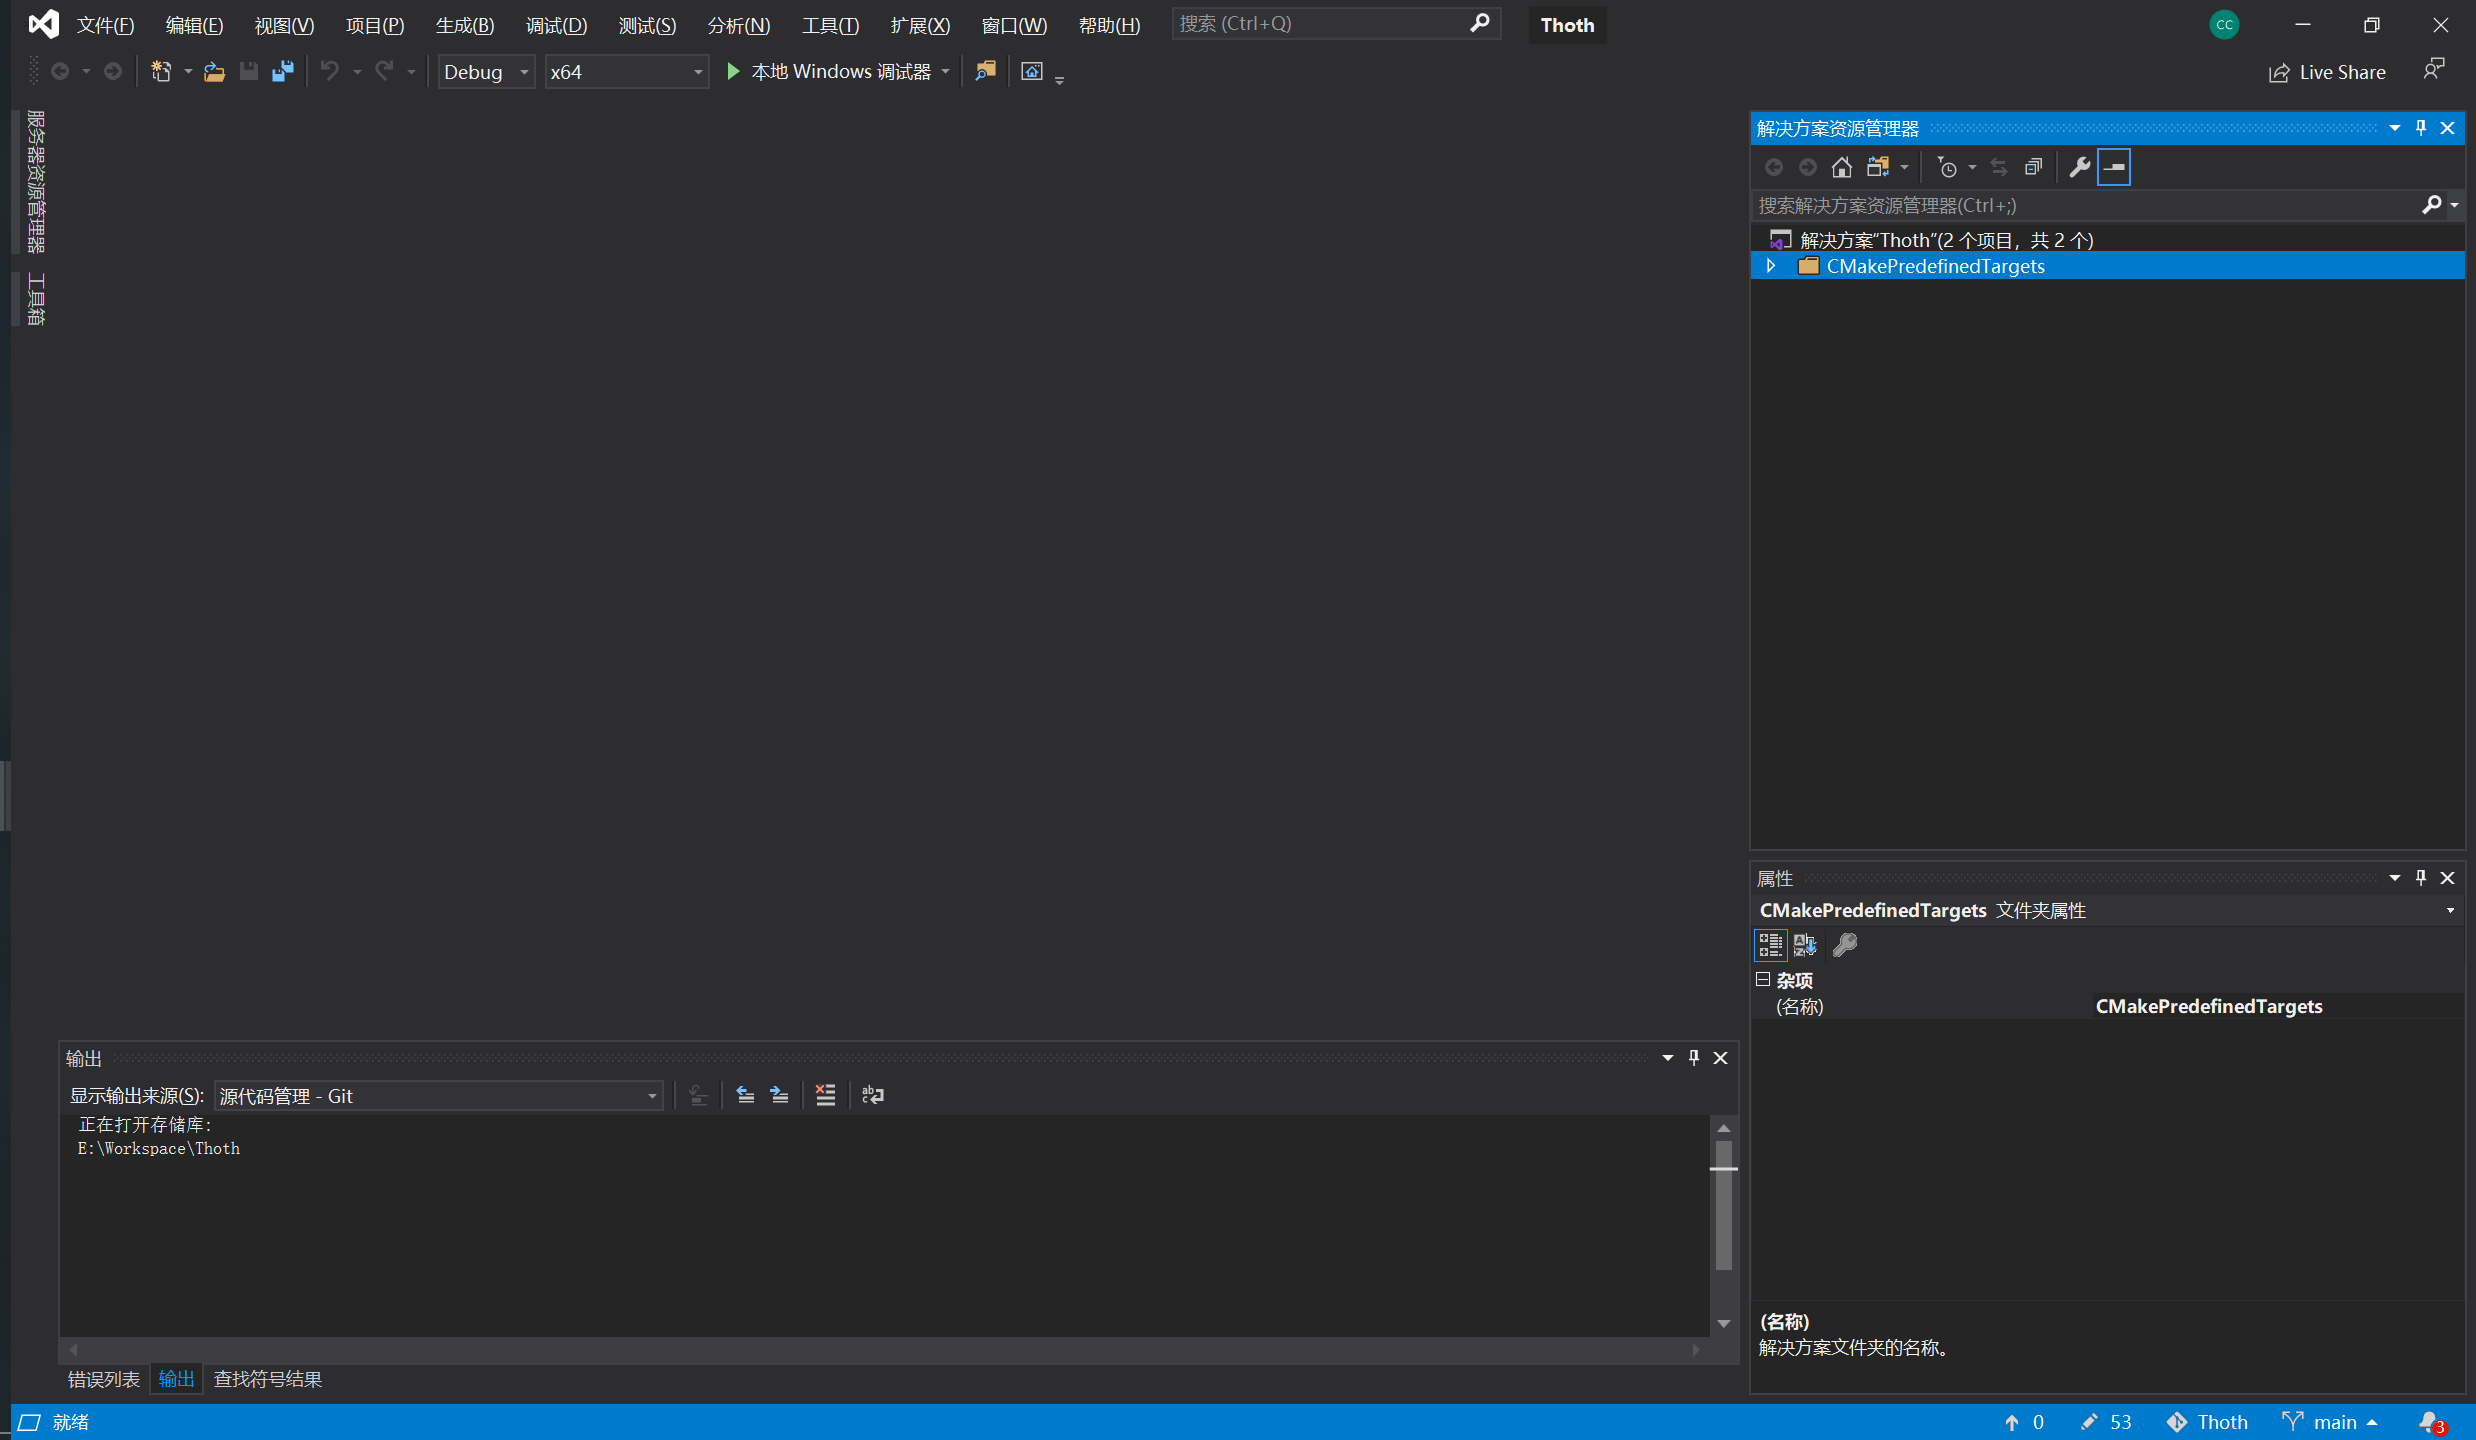 文件(F) 编辑(E) 视图(V) 项目(P) 生成(B) 调试(D) 测试(S) 分析(N) 工具(T) 扩展(X) 窗口(W) 帮助(H) 搜索 (Ctrl+Q) Thoth CC
Debug x64 本地 Windows 调试器 Live Share
服务器资源管理器
工具箱
解决方案资源管理器
搜索解决方案资源管理器(Ctrl+;)
解决方案"Thoth"(2 个项目，共 2 个)
CMakePredefinedTargets
属性
CMakePredefinedTargets 文件夹属性
杂项
(名称) CMakePredefinedTargets
(名称)
解决方案文件夹的名称。
输出
显示输出来源(S): 源代码管理 - Git
正在打开存储库:
E:\Workspace\Thoth
错误列表 输出 查找符号结果
就绪 0 53 Thoth main 3